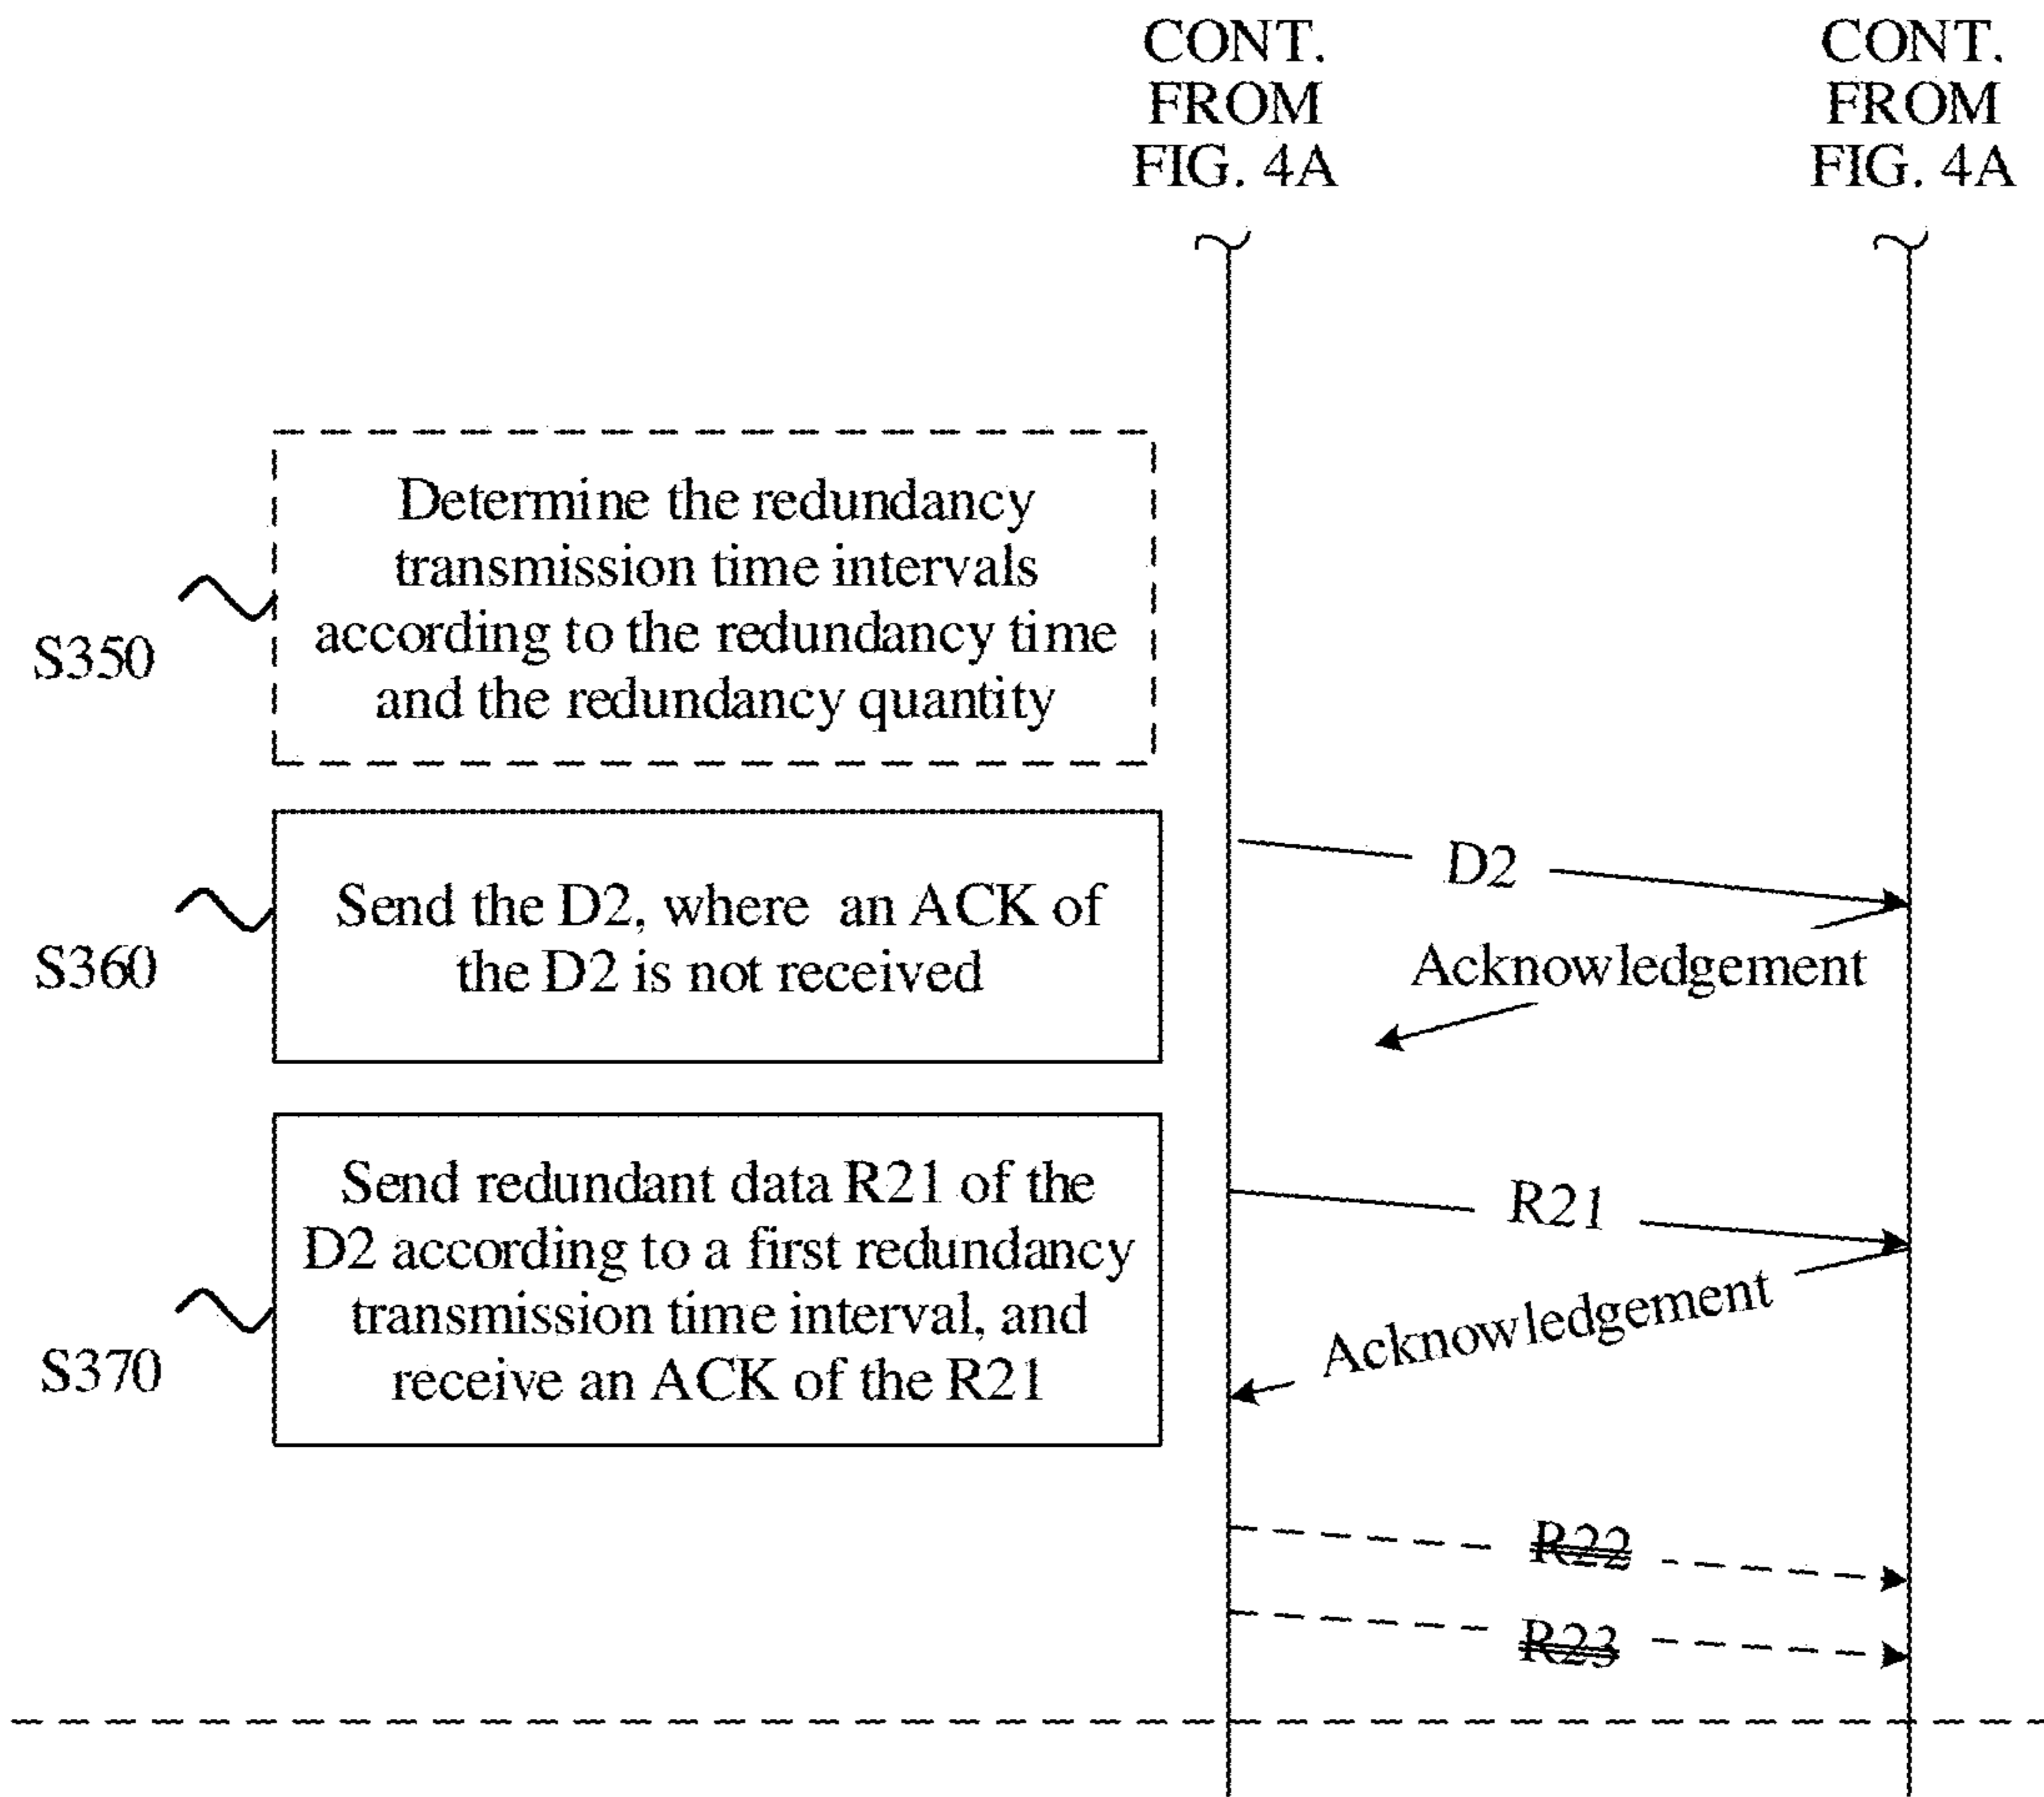 CONT.
FROM
FIG. 4A
CONT.
FROM
FIG. 4A
Determine the redundancy
transmission time intervals
according to the redundancy time
and the redundancy quantity
S350
D2
Send the D2, where an ACK of
the D2 is not received
S360
Acknowledgement
Send redundant data R21 of the
D2 according to a first redundancy
transmission time interval, and
receive an ACK of the R21
S370
R21
Acknowledgement
R22
R23